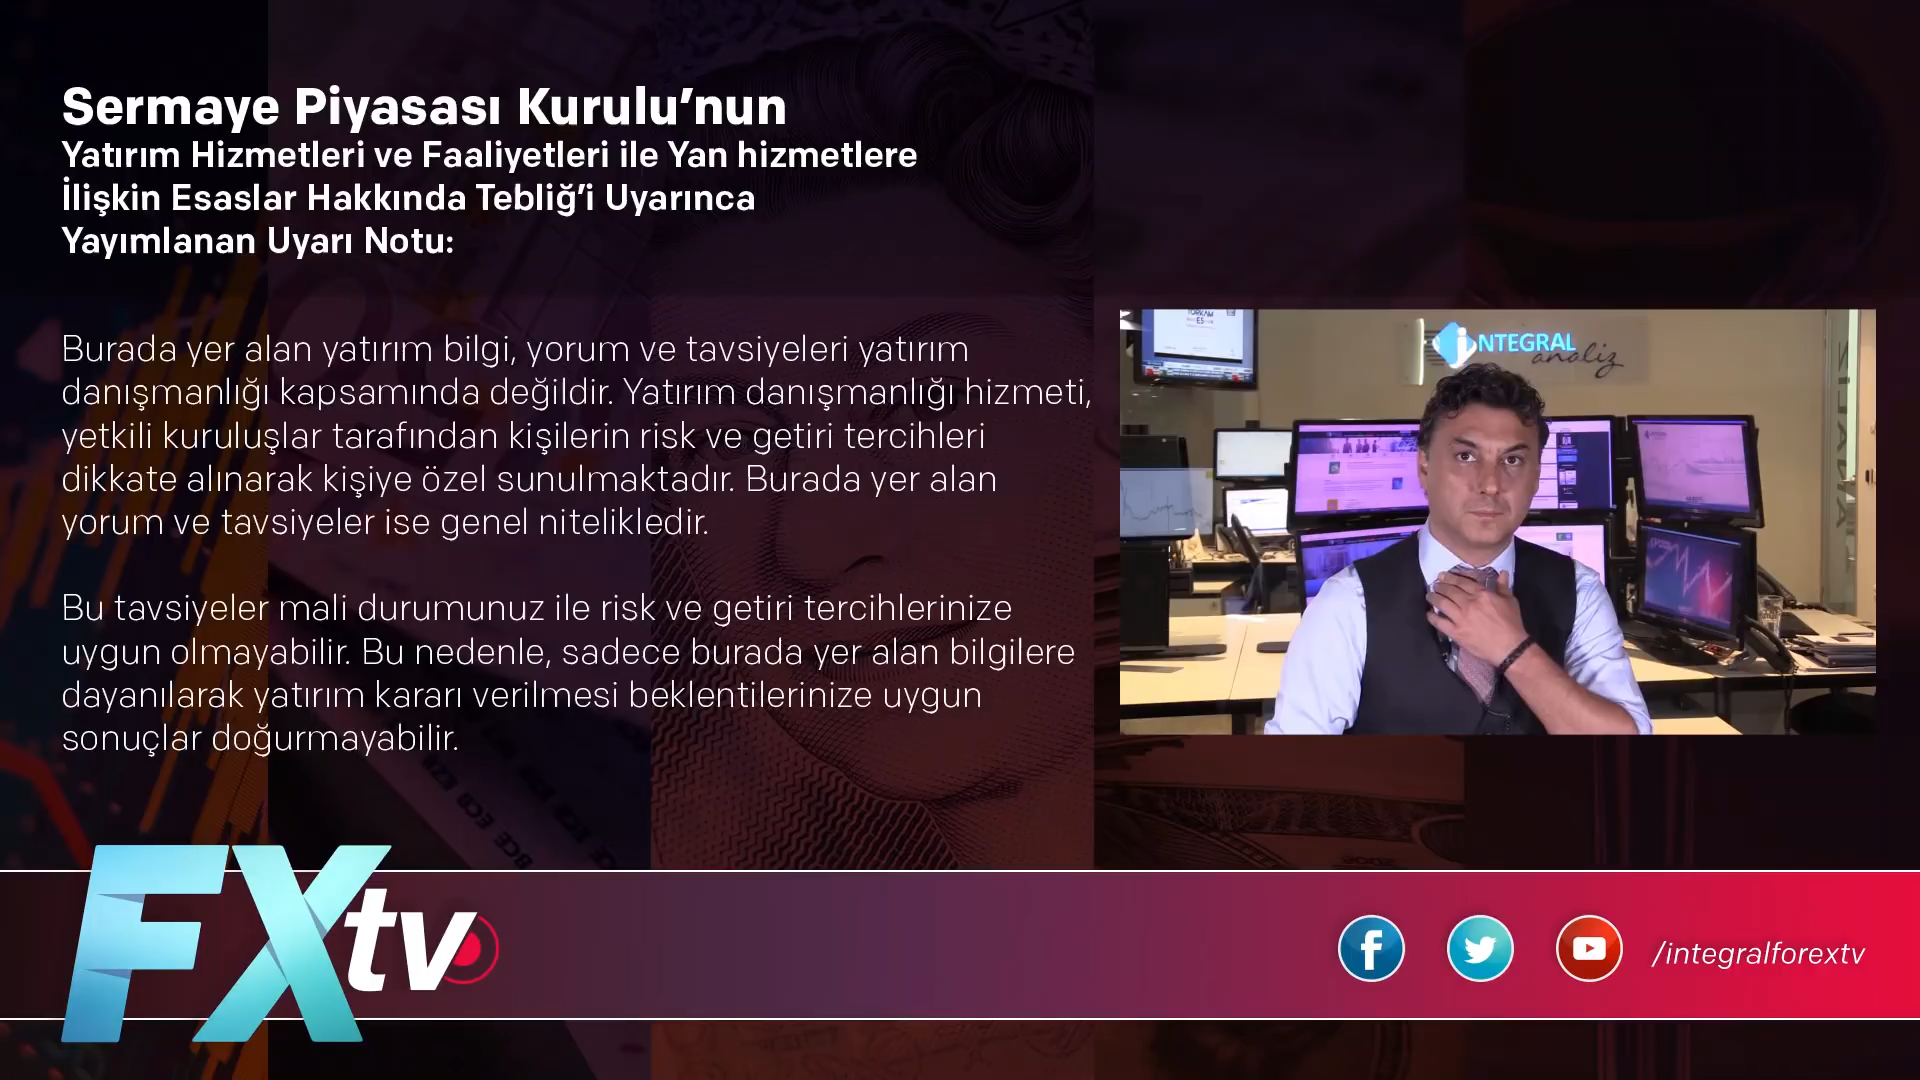 Sermaye Piyasası Kurulu’nun
Yatırım Hizmetleri ve Faaliyetleri ile Yan hizmetlere
İlişkin Esaslar Hakkında Tebliğ’i Uyarınca
Yayımlanan Uyarı Notu:
Burada yer alan yatırım bilgi, yorum ve tavsiyeleri yatırım
danışmanlığı kapsamında değildir. Yatırım danışmanlığı hizmeti,
yetkili kuruluşlar tarafından kişilerin risk ve getiri tercihleri
dikkate alınarak kişiye özel sunulmaktadır. Burada yer alan
yorum ve tavsiyeler ise genel nitelikledir.
Bu tavsiyeler mali durumunuz ile risk ve getiri tercihlerinize
uygun olmayabilir. Bu nedenle, sadece burada yer alan bilgilere
dayanılarak yatırım kararı verilmesi beklentilerinize uygun
sonuçlar doğurmayabilir.
iNTEGRAL
analiz
FXtv
/integralforextv